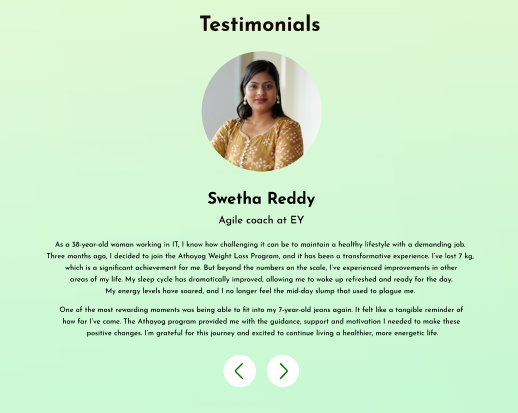 Testimonials
Swetha Reddy
Agile coach at EY
As a 38-year-old woman working in IT, I know how challenging it can be to maintain a healthy lifestyle with a demanding job.
Three months ago, I decided to join the Athayog Weight Loss Program, and it has been a transformative experience. I've lost 7 kg,
which is a significant achievement for me. But beyond the numbers on the scale, I've experienced improvements in other
areas of my life. My sleep cycle has dramatically improved, allowing me to wake up refreshed and ready for the day.
My energy levels have soared, and I no longer feel the mid-day slump that used to plague me.
One of the most rewarding moments was being able to fit into my 7-year-old jeans again. It felt like a tangible reminder of
how far I've come. The Athayog program provided me with the guidance, support and motivation I needed to make these
positive changes. I'm grateful for this journey and excited to continue living a healthier, more energetic life.